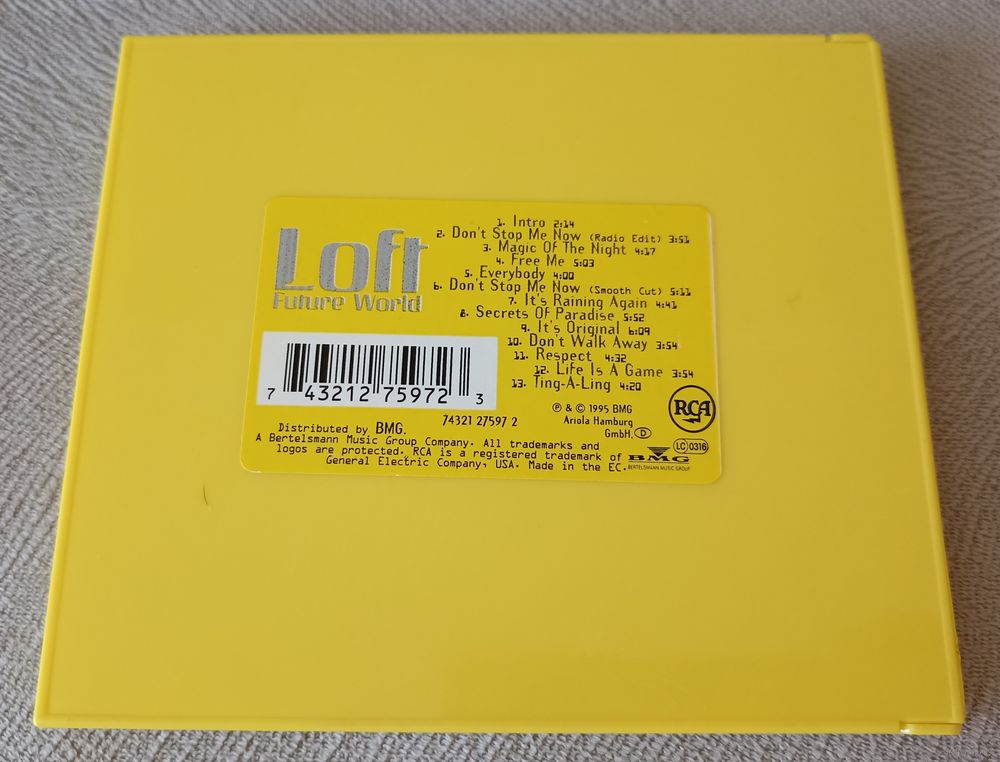 Loft
Future World
1. Intro 2:14
2. Don't Stop Me Now (Radio Edit) 3:51
3. Magic Of The Night 4:17
4. Free Me 5:03
5. Everybody 4:00
6. Don't Stop Me Now (Smooth Cut) 5:11
7. It's Raining Again 4:41
8. Secrets Of Paradise 5:52
9. It's Original 6:09
10. Don't Walk Away 3:54
11. Respect 4:32
12. Life Is A Game 3:54
13. Ting-A-Ling 4:20
7 43212 75972 3
74321 27597 2
℗ & © 1995 BMG
Ariola Hamburg
GmbH. D
RCA
LC 0316
BMG
BERTELSMANN MUSIC GROUP
Distributed by BMG.
A Bertelsmann Music Group Company. All trademarks and
logos are protected. RCA is a registered trademark of
General Electric Company, USA. Made in the EC.